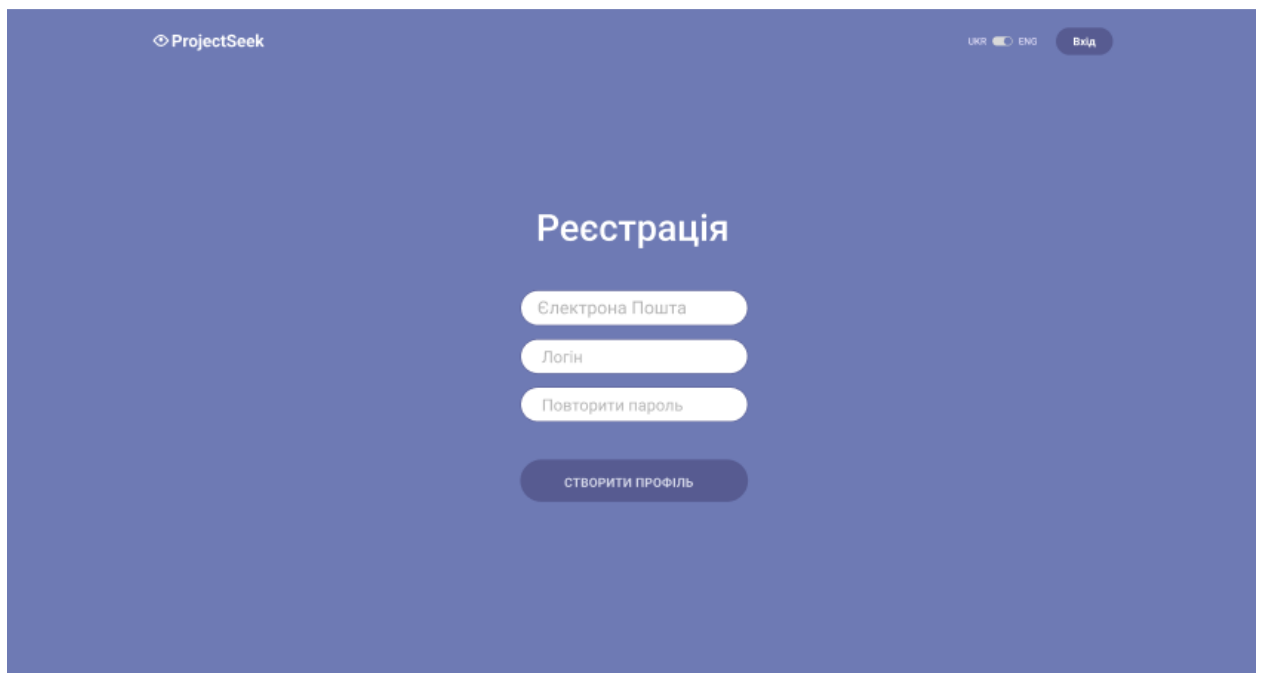 ProjectSeek
UKR ENG
Вхід
Реєстрація
Єлектрона Пошта
Логін
Повторити пароль
СТВОРИТИ ПРОФІЛЬ